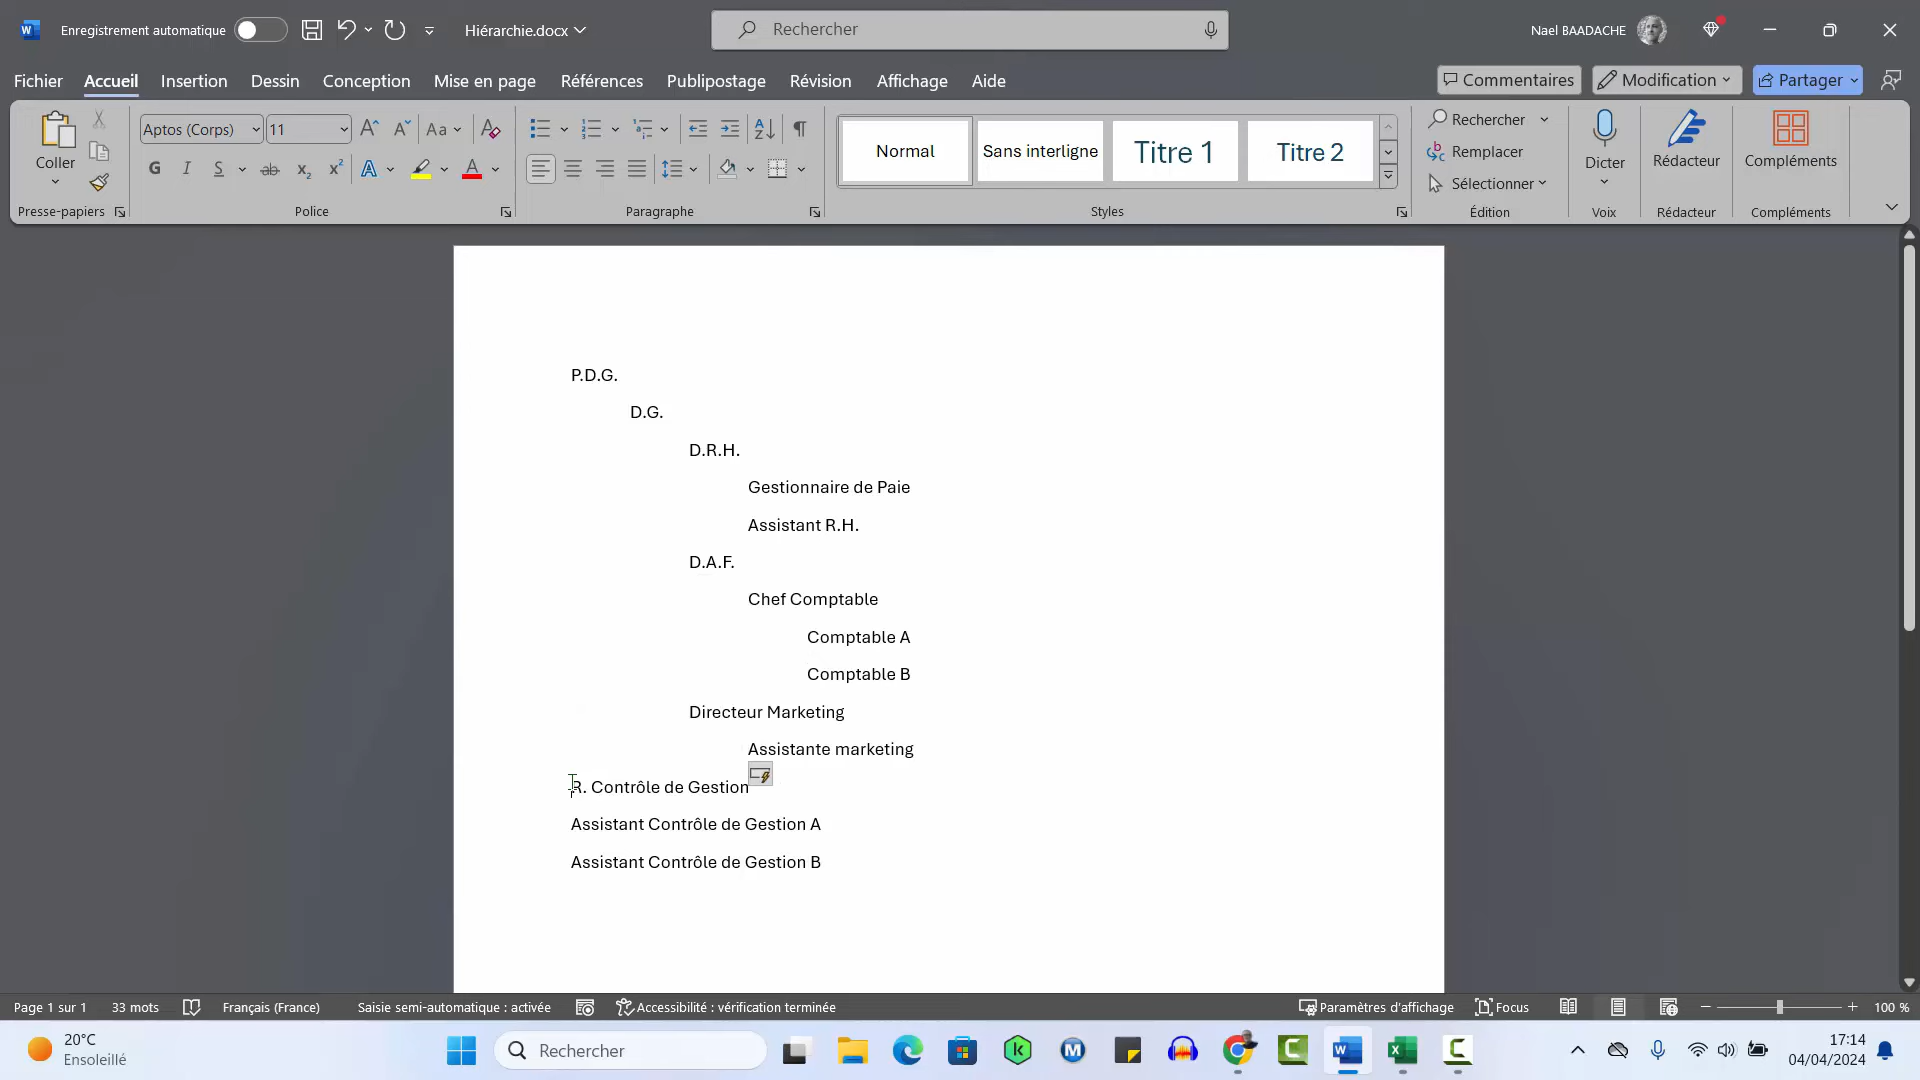 Enregistrement automatique
Hiérarchie.docx
Rechercher
Nael BAADACHE
Fichier Accueil Insertion Dessin Conception Mise en page Références Publipostage Révision Affichage Aide
Commentaires Modification Partager
Coller
Presse-papiers
Aptos (Corps) 11
Aa
G I S ab x₂ x² A A
Police
Paragraphe
Normal Sans interligne Titre 1 Titre 2
Styles
Rechercher
Remplacer
Sélectionner
Édition
Dicter
Voix
Rédacteur
Rédacteur
Compléments
Compléments
P.D.G.
D.G.
D.R.H.
Gestionnaire de Paie
Assistant R.H.
D.A.F.
Chef Comptable
Comptable A
Comptable B
Directeur Marketing
Assistante marketing
R. Contrôle de Gestion
Assistant Contrôle de Gestion A
Assistant Contrôle de Gestion B
Page 1 sur 1 33 mots Français (France) Saisie semi-automatique : activée Accessibilité : vérification terminée Paramètres d'affichage Focus 100 %
20°C
Ensoleillé
Rechercher
17:14
04/04/2024